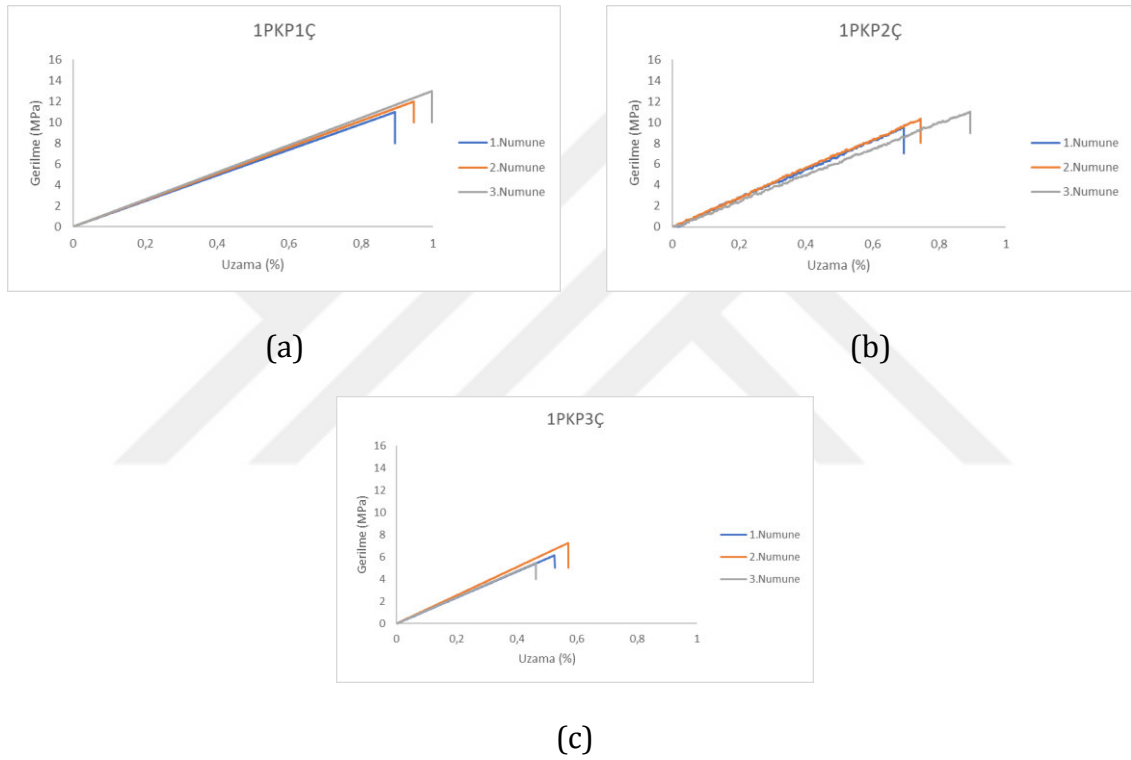 1PKP1Ç
Gerilme (MPa)
16
14
12
10
8
6
4
2
0
0 0,2 0,4 0,6 0,8 1
Uzama (%)
1.Numune
2.Numune
3.Numune
(a)
1PKP2Ç
Gerilme (MPa)
16
14
12
10
8
6
4
2
0
0 0,2 0,4 0,6 0,8 1
Uzama (%)
1.Numune
2.Numune
3.Numune
(b)
1PKP3Ç
Gerilme (MPa)
16
14
12
10
8
6
4
2
0
0 0,2 0,4 0,6 0,8 1
Uzama (%)
1.Numune
2.Numune
3.Numune
(c)